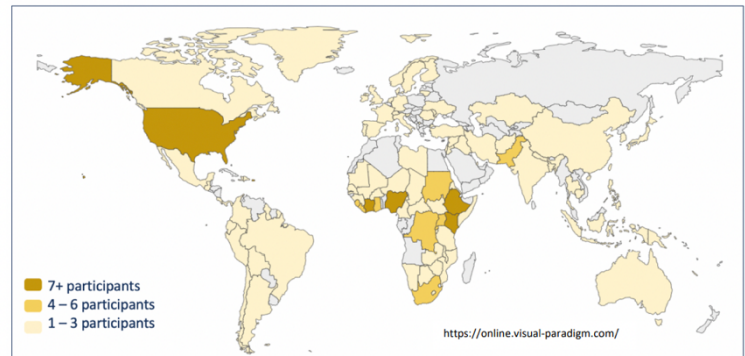 7+ participants
4 – 6 participants
1 – 3 participants
https://online.visual-paradigm.com/